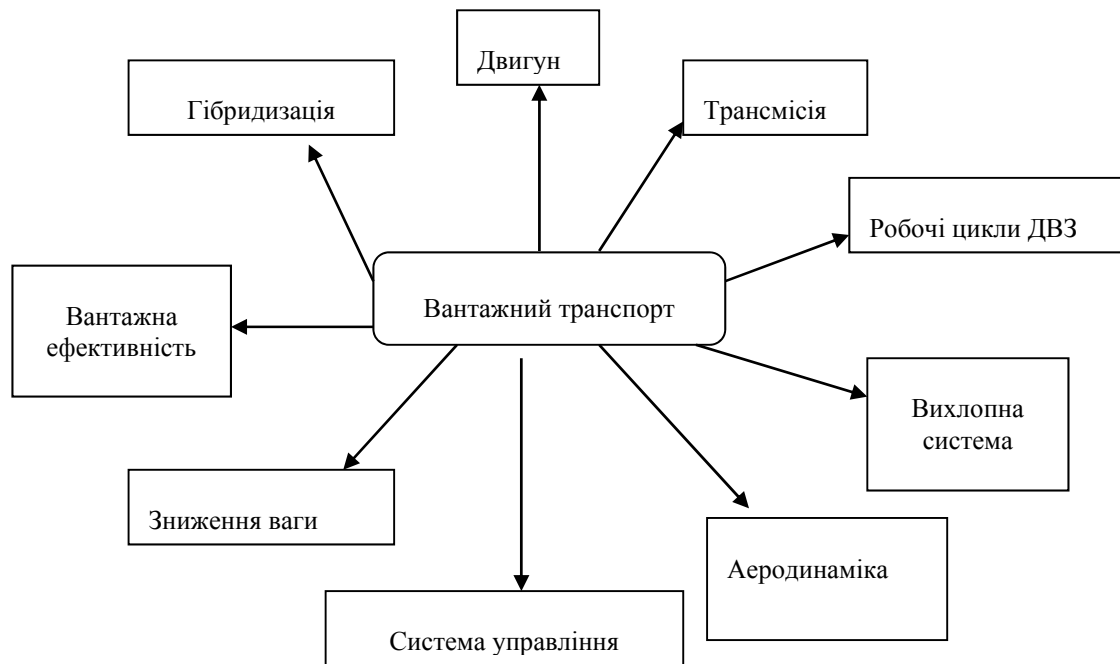 Двигун
Гібридизація
Трансмісія
Робочі цикли ДВЗ
Вантажна
ефективність
Вантажний транспорт
Вихлопна
система
Зниження ваги
Аеродинаміка
Система управління